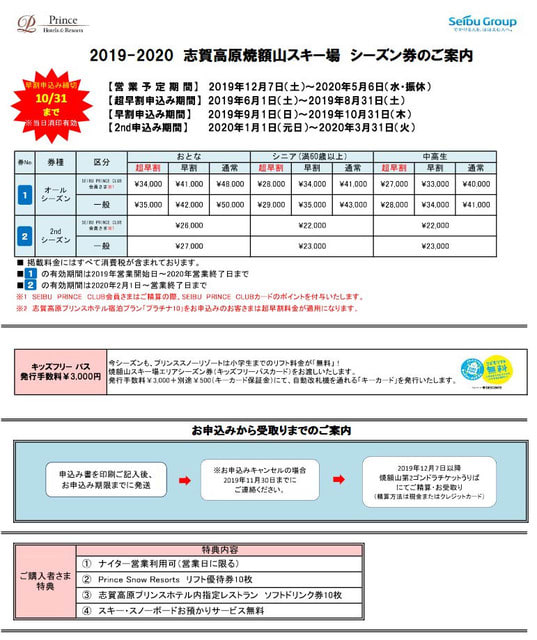 Prince
Hotels & Resorts
SEIBU Group
でかける人を、ほほえむ人へ。
2019-2020 志賀高原焼額山スキー場 シーズン券のご案内
早割申込み締切
10/31
まで
※当日消印有効
【営業予定期間】 2019年12月7日(土)～2020年5月6日(水・振休)
【超早割申込み期間】2019年6月1日(土)～2019年8月31日(土)
【早割申込み期間】 2019年9月1日(日)～2019年10月31日(木)
【2nd申込み期間】 2020年1月1日(元日)～2020年3月31日(火)
券No 券種 区分 おとな シニア(満60歳以上) 中高生
超早割 早割 通常 超早割 早割 通常 超早割 早割 通常
1 オールシーズン SEIBU PRINCE CLUB会員さま※1 ¥34,000 ¥41,000 ¥48,000 ¥28,000 ¥34,000 ¥41,000 ¥27,000 ¥33,000 ¥40,000
一般 ¥35,000 ¥42,000 ¥50,000 ¥29,000 ¥35,000 ¥43,000 ¥28,000 ¥34,000 ¥41,000
2 2ndシーズン SEIBU PRINCE CLUB会員さま※1 ¥26,000 ¥22,000 ¥22,000
一般 ¥27,000 ¥23,000 ¥23,000
■ 掲載料金にはすべて消費税が含まれております。
■ 1 の有効期間は2019年営業開始日～2020年営業終了日まで
■ 2 の有効期間は2020年2月1日～営業終了日まで
※1 SEIBU PRINCE CLUB会員さまはご精算の際、SEIBU PRINCE CLUBカードのポイントを付与いたします。
※2 志賀高原プリンスホテル宿泊プラン「プラチナ10」をお申込みのお客さまは超早割料金が適用になります。
キッズフリー パス
発行手数料¥3,000円
今シーズンも、プリンススノーリゾートは小学生までのリフト料金が「無料」！
焼額山スキー場エリアシーズン券(キッズフリーパスカード)をお渡しいたします。
発行手数料¥3,000＋別途¥500(キーカード保証金)にて、自動改札機を通れる「キーカード」を発行いたします。
無料
お申込みから受取りまでのご案内
申込み書を印刷ご記入後、
お申込み期限までに発送
※お申込みキャンセルの場合
2019年11月30日までに
ご連絡ください。
2019年12月7日以降
焼額山第2ゴンドラチケットうりば
にてご精算・お受取り
(精算方法は現金またはクレジットカード)
ご購入者さま
特典
特典内容
① ナイター営業利用可(営業日に限る)
② Prince Snow Resorts リフト優待券10枚
③ 志賀高原プリンスホテル内指定レストラン ソフトドリンク券10枚
④ スキー・スノーボードお預かりサービス無料